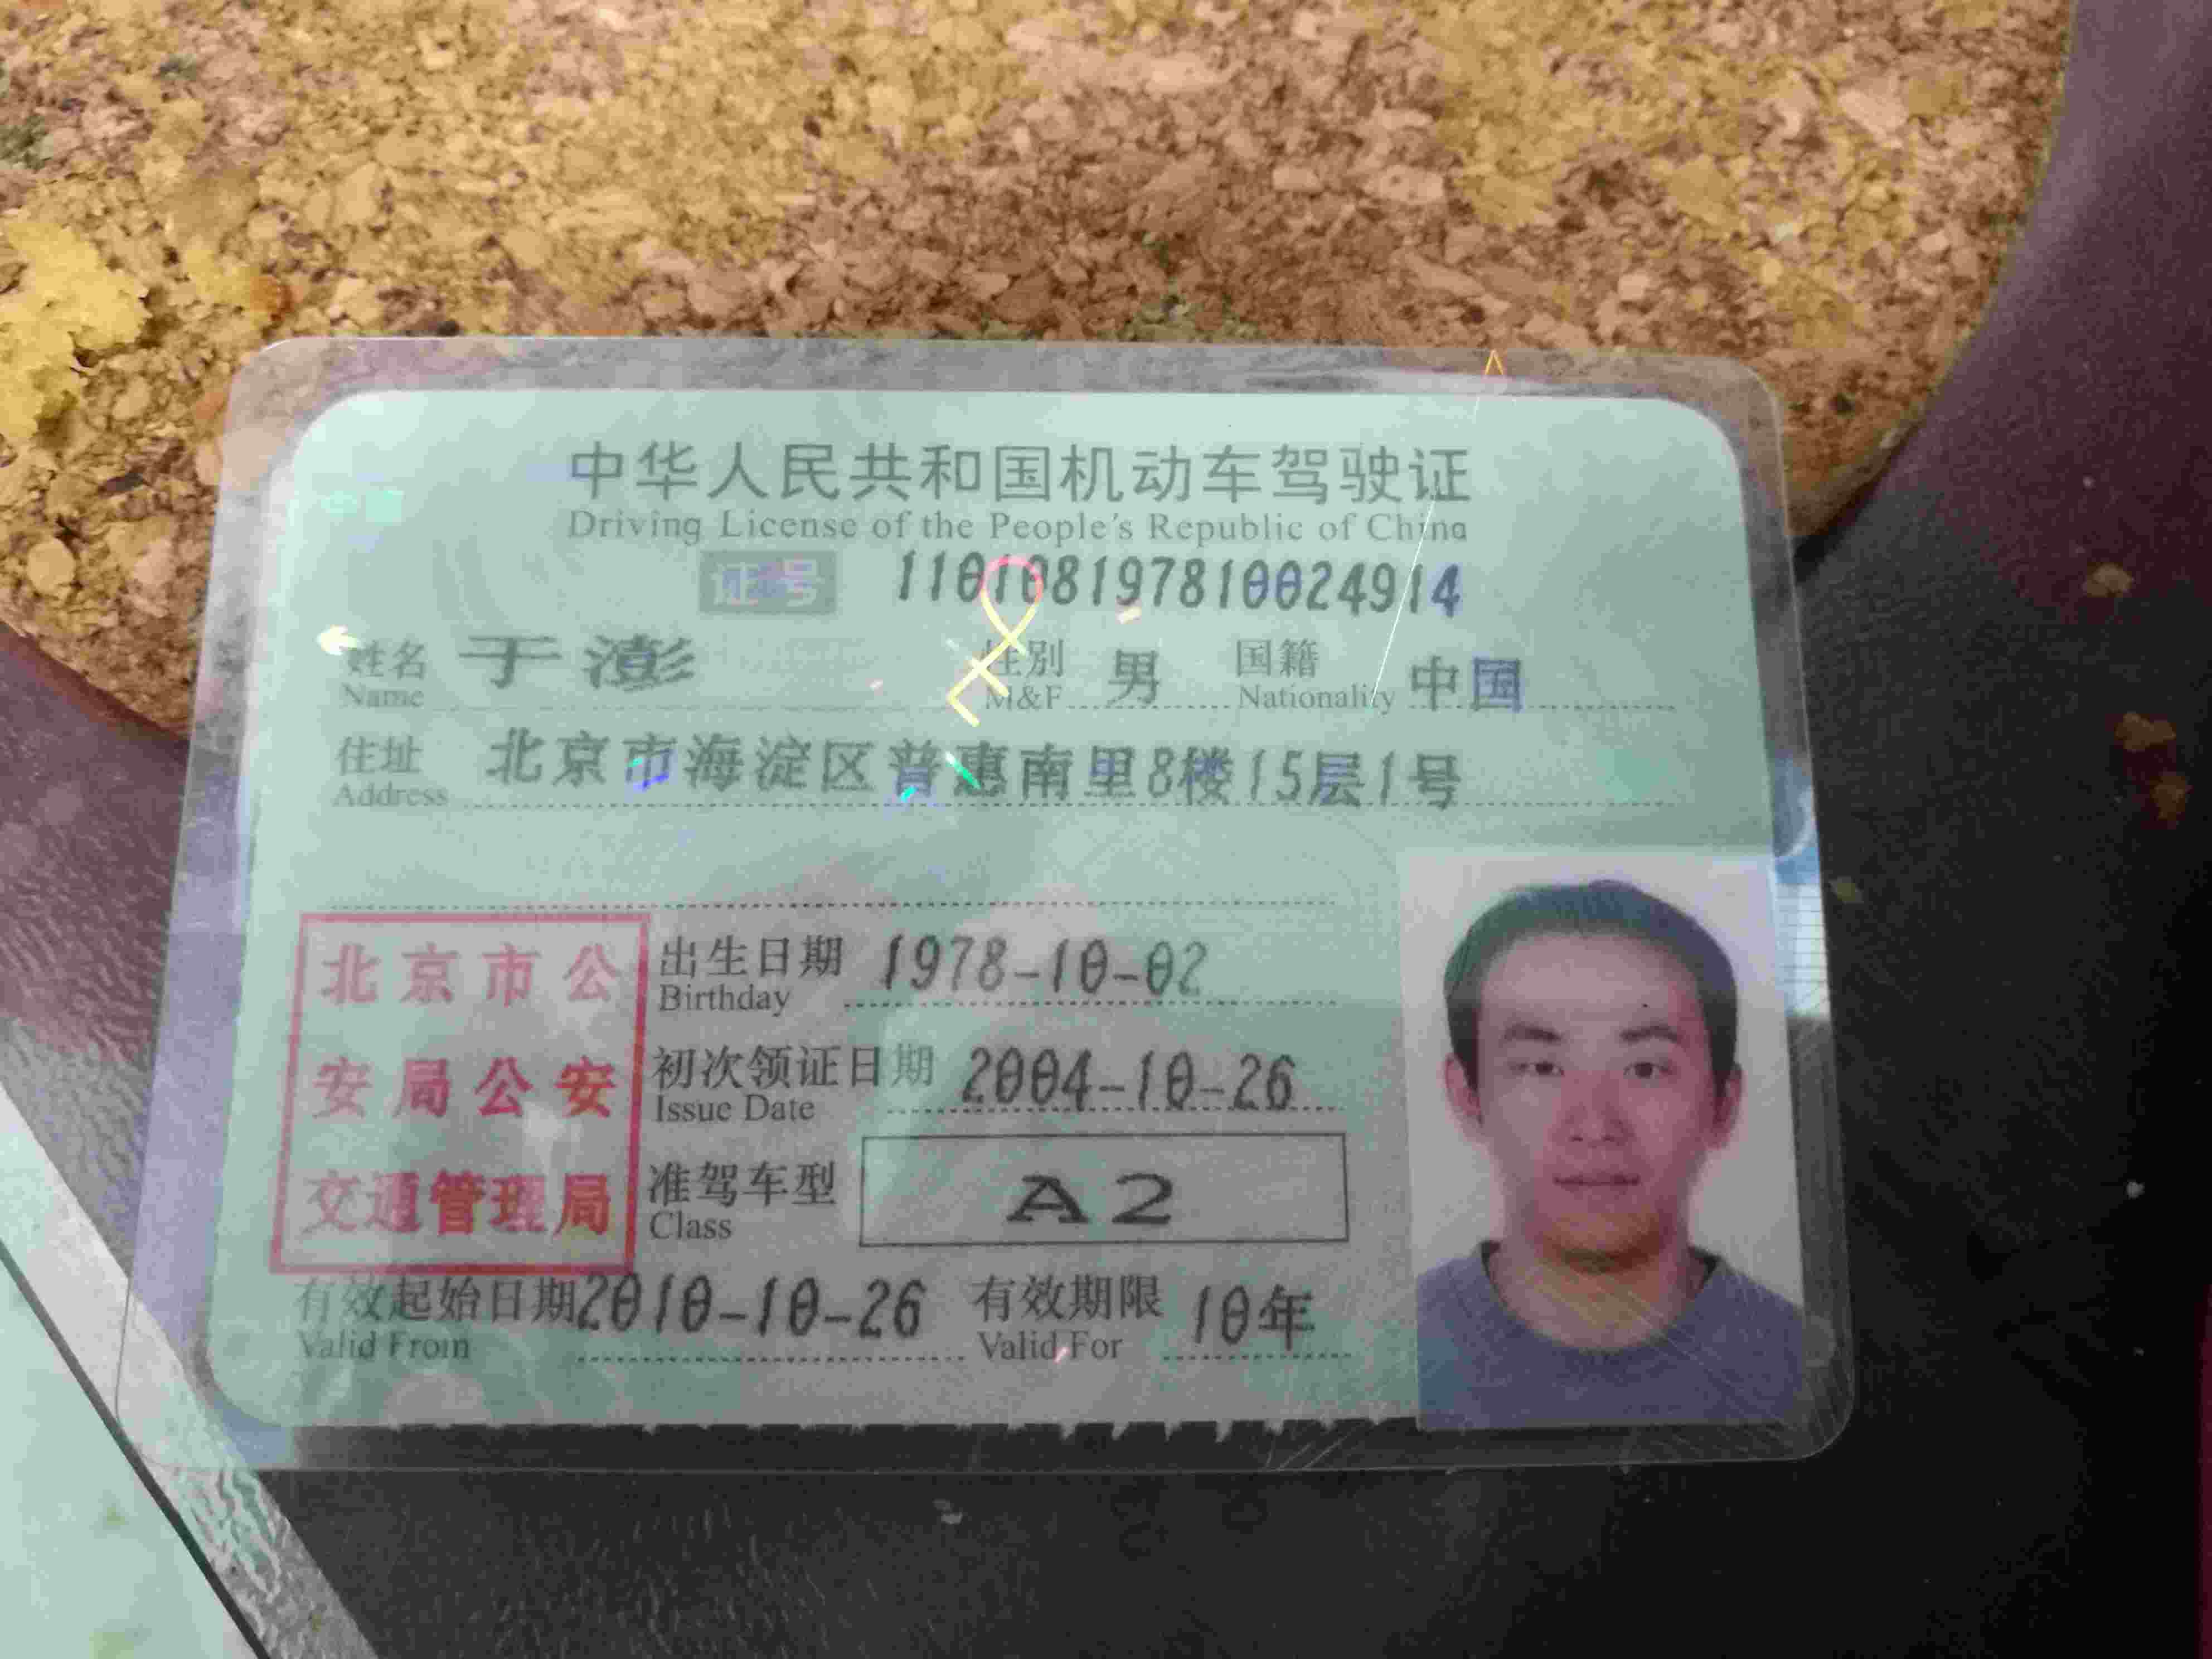 中华人民共和国机动车驾驶证
Driving License of the People's Republic of China
证号 110108197810024914
姓名 于澎 性别 男 国籍 中国
Name M&F Nationality
住址 北京市海淀区普惠南里8楼15层1号
Address
北京市公
安局公安
交通管理局
出生日期 1978-10-02
Birthday
初次领证日期 2004-10-26
Issue Date
准驾车型 A2
Class
有效起始日期 2010-10-26 有效期限 10年
Valid From Valid For